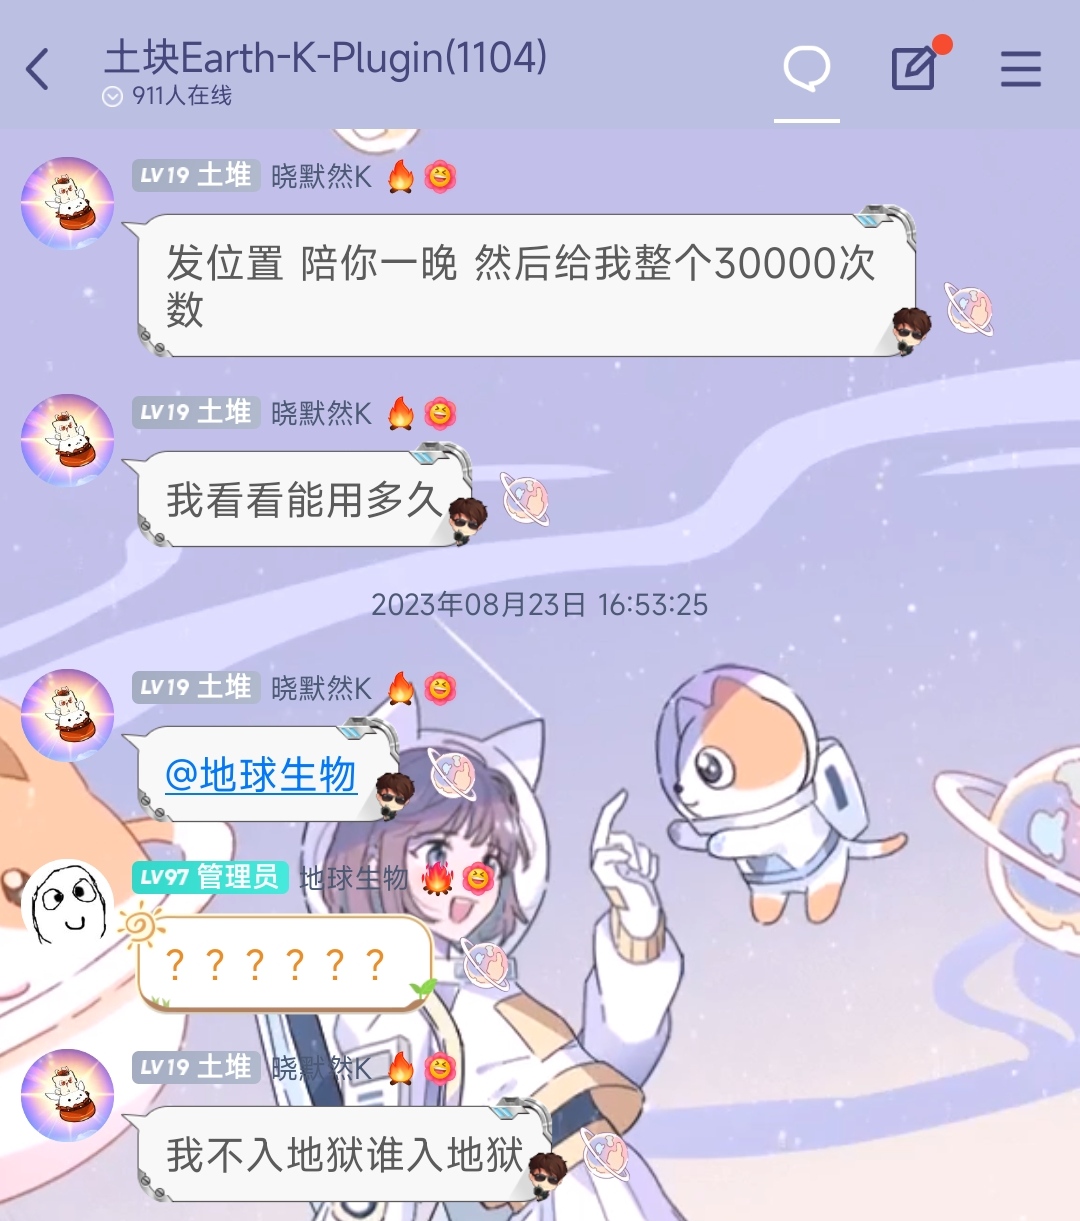 土块Earth-K-Plugin(1104)
911人在线
LV19 土堆 晓默然K
发位置 陪你一晚 然后给我整个30000次
数
LV19 土堆 晓默然K
我看看能用多久
2023年08月23日 16:53:25
LV19 土堆 晓默然K
@地球生物
LV97 管理员 地球生物
？？？？？？
LV19 土堆 晓默然K
我不入地狱谁入地狱